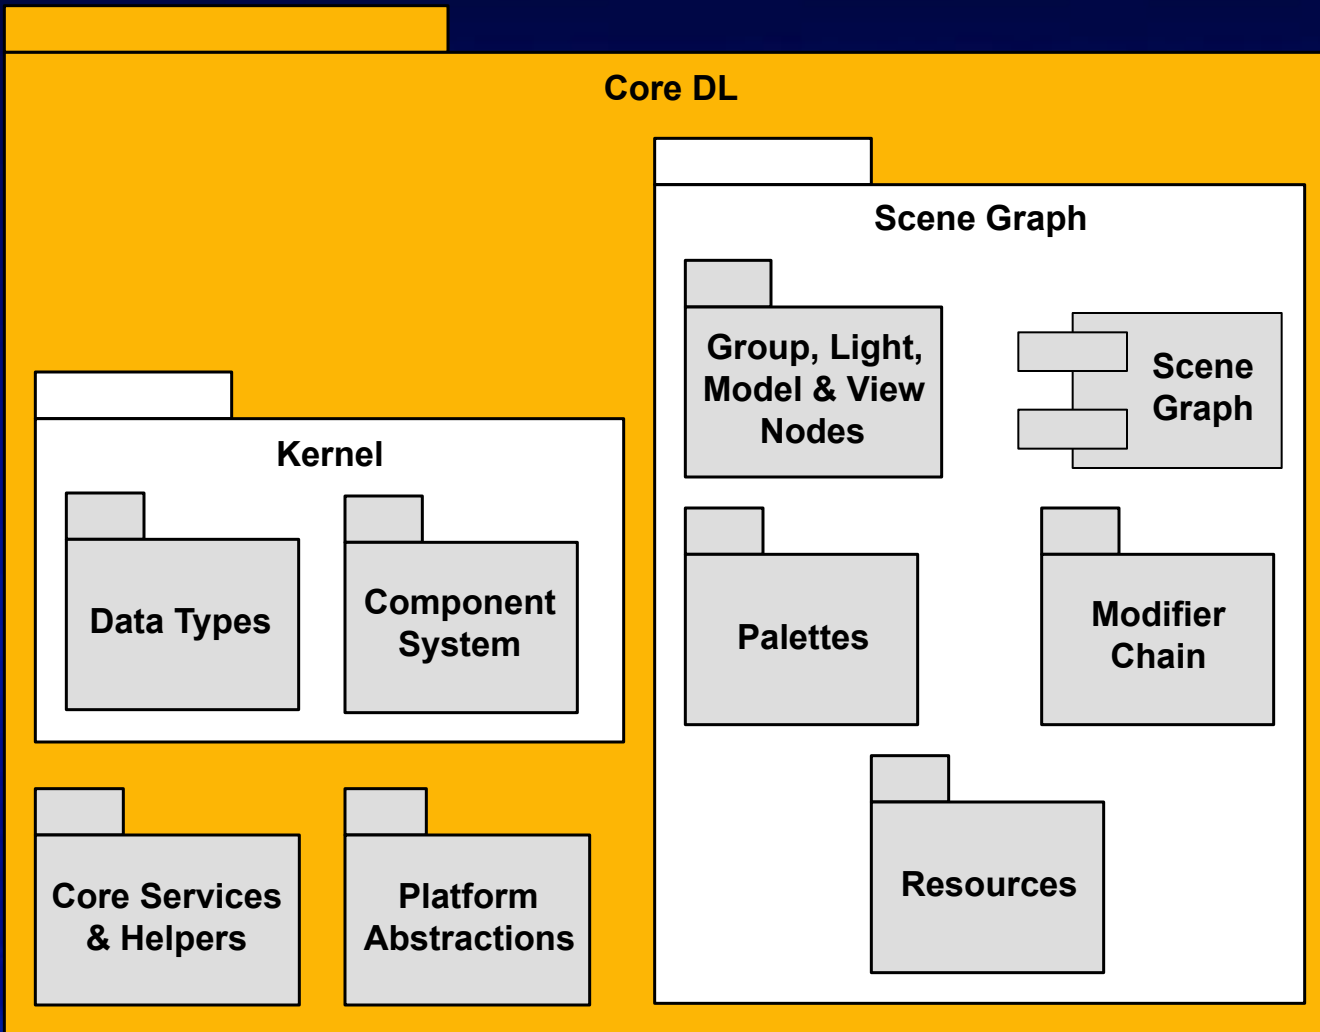 Core DL
Scene Graph
Group, Light,
Model & View
Nodes
Scene
Graph
Kernel
Data Types
Component
System
Palettes
Modifier
Chain
Core Services
& Helpers
Platform
Abstractions
Resources